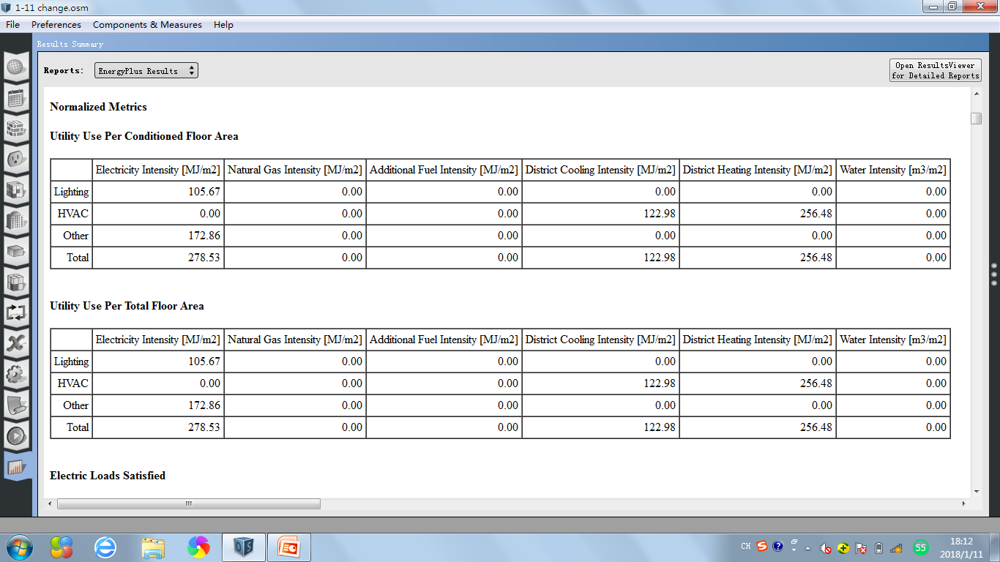 1-11 change.osm
File Preferences Components & Measures Help
Results Summary
Reports: EnergyPlus Results
Open ResultsViewer
for Detailed Reports
Normalized Metrics
Utility Use Per Conditioned Floor Area
Electricity Intensity [MJ/m2] Natural Gas Intensity [MJ/m2] Additional Fuel Intensity [MJ/m2] District Cooling Intensity [MJ/m2] District Heating Intensity [MJ/m2] Water Intensity [m3/m2]
Lighting 105.67 0.00 0.00 0.00 0.00 0.00
HVAC 0.00 0.00 0.00 122.98 256.48 0.00
Other 172.86 0.00 0.00 0.00 0.00 0.00
Total 278.53 0.00 0.00 122.98 256.48 0.00
Utility Use Per Total Floor Area
Electricity Intensity [MJ/m2] Natural Gas Intensity [MJ/m2] Additional Fuel Intensity [MJ/m2] District Cooling Intensity [MJ/m2] District Heating Intensity [MJ/m2] Water Intensity [m3/m2]
Lighting 105.67 0.00 0.00 0.00 0.00 0.00
HVAC 0.00 0.00 0.00 122.98 256.48 0.00
Other 172.86 0.00 0.00 0.00 0.00 0.00
Total 278.53 0.00 0.00 122.98 256.48 0.00
Electric Loads Satisfied
CH 55 18:12
2018/1/11